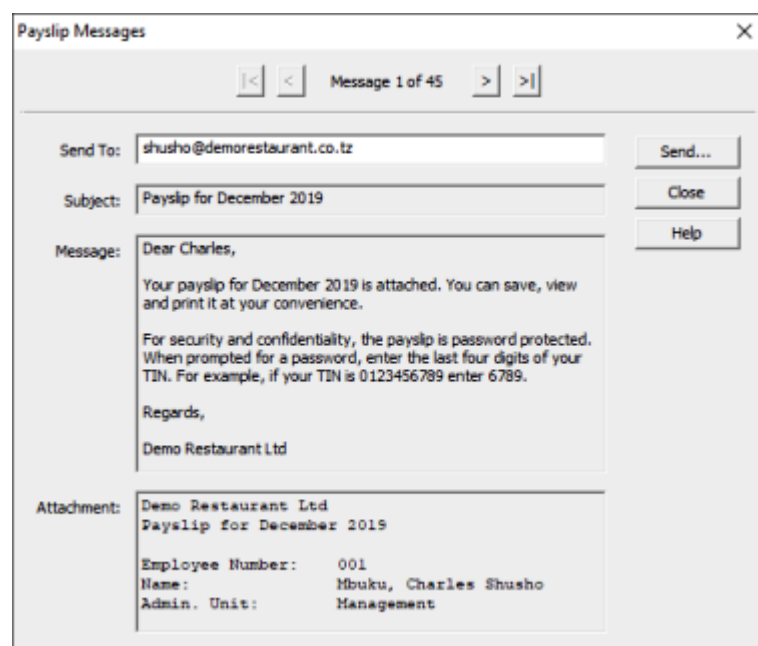 Payslip Messages
|< < Message 1 of 45 > >|
Send To: shusho@demorestaurant.co.tz
Send...
Subject: Payslip for December 2019
Close
Help
Message: Dear Charles,
Your payslip for December 2019 is attached. You can save, view
and print it at your convenience.
For security and confidentiality, the payslip is password protected.
When prompted for a password, enter the last four digits of your
TIN. For example, if your TIN is 0123456789 enter 6789.
Regards,
Demo Restaurant Ltd
Attachment: Demo Restaurant Ltd
Payslip for December 2019
Employee Number: 001
Name: Mbuku, Charles Shusho
Admin. Unit: Management